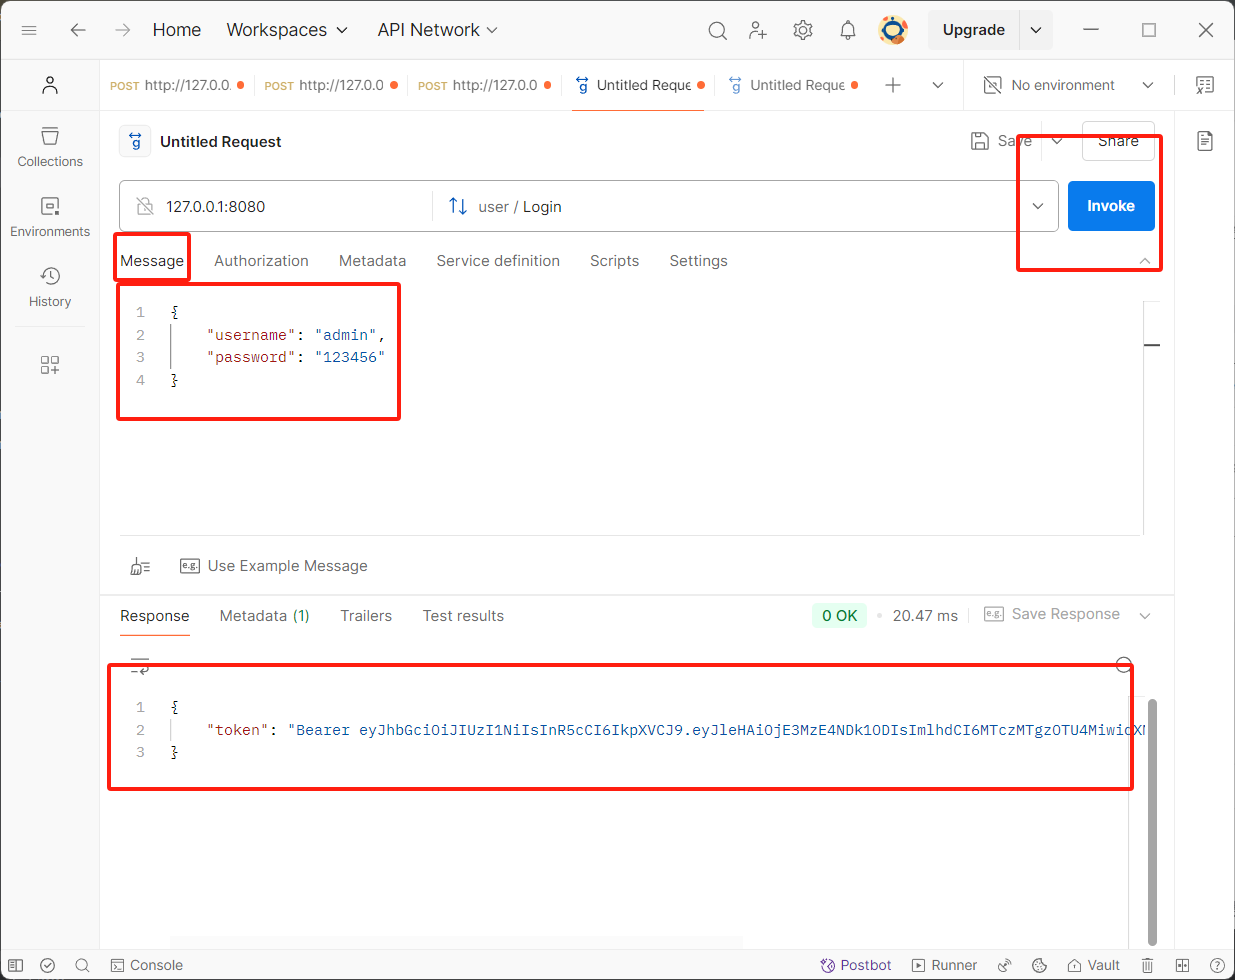 Home Workspaces API Network Upgrade
POST http://127.0.0. POST http://127.0.0 POST http://127.0.0 Untitled Reque Untitled Reque No environment
Untitled Request Save Share
127.0.0.1:8080 user / Login Invoke
Message Authorization Metadata Service definition Scripts Settings
Collections
Environments
History
1 {
2 "username": "admin",
3 "password": "123456"
4 }
e.g. Use Example Message
Response Metadata (1) Trailers Test results 0 OK 20.47 ms e.g. Save Response
1 {
2 "token": "Bearer eyJhbGciOiJIUzI1NiIsInR5cCI6IkpXVCJ9.eyJleHAiOjE3MzE4NDk1ODIsImlhdCI6MTczMTgzOTU4MiwicXN
3 }
Console Postbot Runner Vault